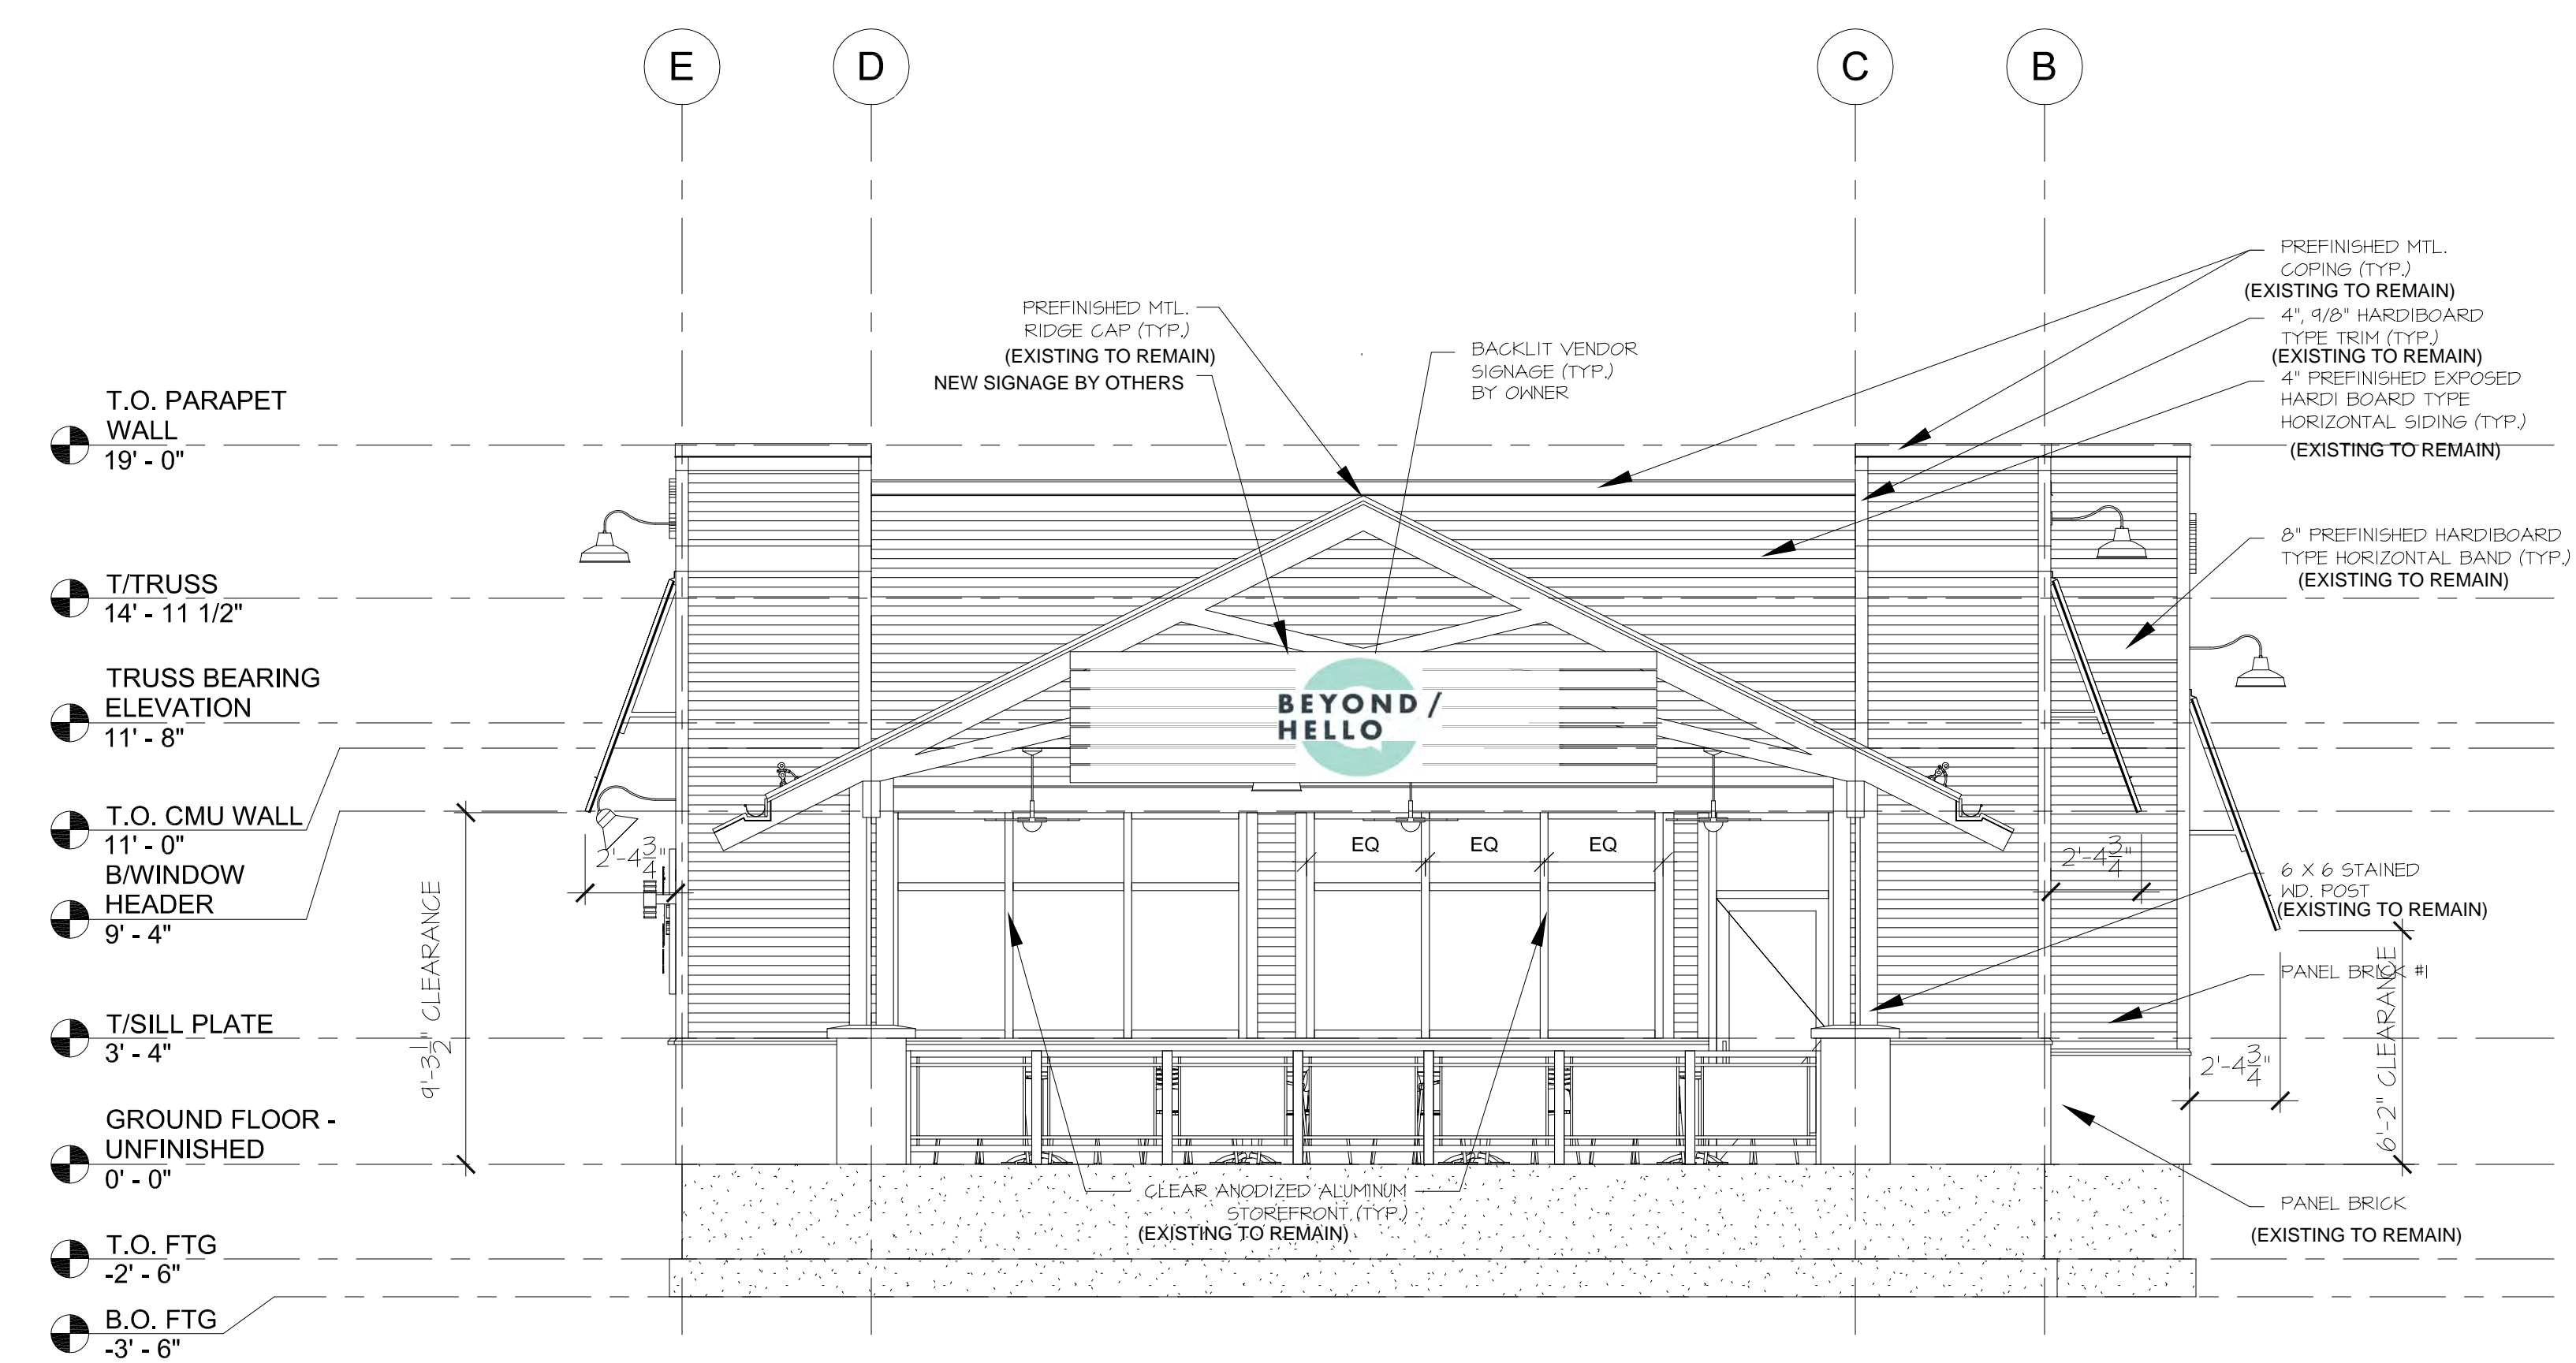 E
D
C
B
PREFINISHED MTL.
COPING (TYP.)
(EXISTING TO REMAIN)
4", 9/8" HARDIBOARD
TYPE TRIM (TYP.)
(EXISTING TO REMAIN)
4" PREFINISHED EXPOSED
HARDI BOARD TYPE
HORIZONTAL SIDING (TYP.)
(EXISTING TO REMAIN)
PREFINISHED MTL.
RIDGE CAP (TYP.)
(EXISTING TO REMAIN)
NEW SIGNAGE BY OTHERS
BACKLIT VENDOR
SIGNAGE (TYP.)
BY OWNER
8" PREFINISHED HARDIBOARD
TYPE HORIZONTAL BAND (TYP.)
(EXISTING TO REMAIN)
T.O. PARAPET
WALL
19' - 0"
T/TRUSS
14' - 11 1/2"
TRUSS BEARING
ELEVATION
11' - 8"
T.O. CMU WALL
11' - 0"
B/WINDOW
HEADER
9' - 4"
T/SILL PLATE
3' - 4"
GROUND FLOOR -
UNFINISHED
0' - 0"
T.O. FTG
-2' - 6"
B.O. FTG
-3' - 6"
BEYOND /
HELLO
EQ
EQ
EQ
2'-4 3/4"
2'-4 3/4"
2'-4 3/4"
9'-3 1/2" CLEARANCE
6'-2" CLEARANCE
6 X 6 STAINED
WD. POST
(EXISTING TO REMAIN)
PANEL BRICK #1
PANEL BRICK
(EXISTING TO REMAIN)
CLEAR ANODIZED ALUMINUM
STOREFRONT (TYP.)
(EXISTING TO REMAIN)